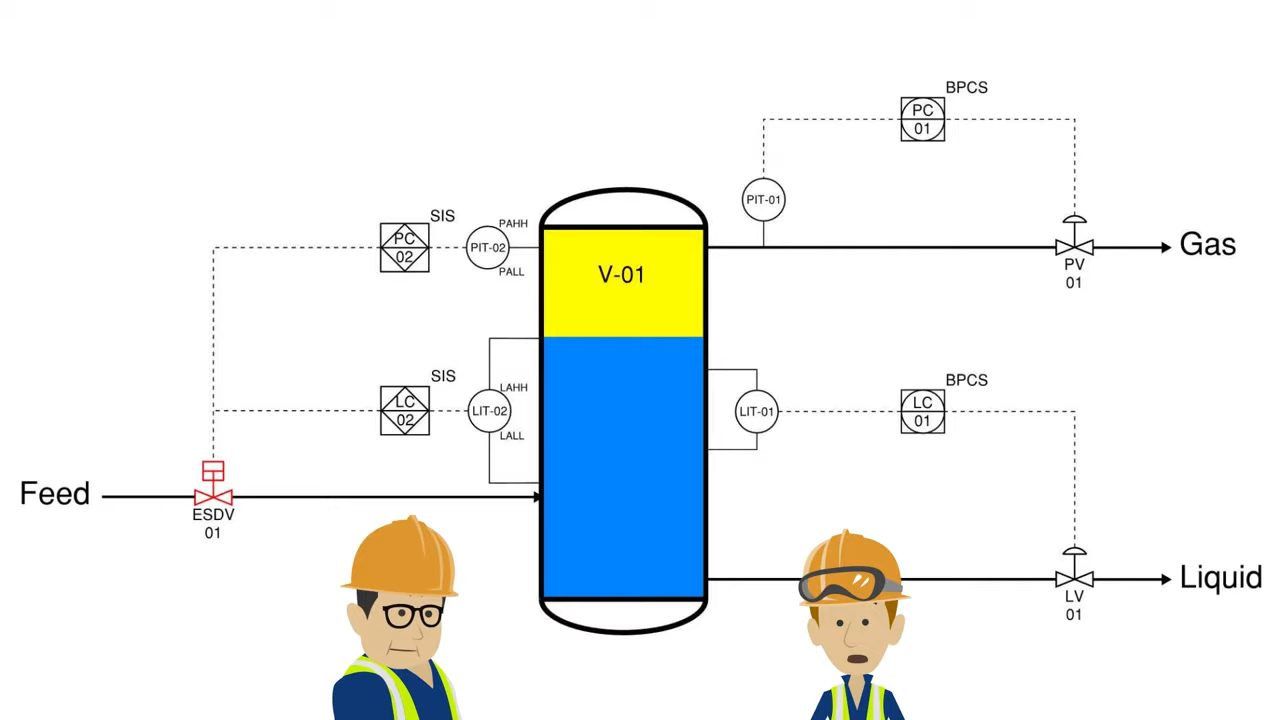 BPCS
PC
01
PIT-01
SIS
PC
02
PIT-02
PAHH
PALL
Gas
PV
01
V-01
SIS
LC
02
LIT-02
LAHH
LALL
BPCS
LC
01
LIT-01
Feed
ESDV
01
Liquid
LV
01